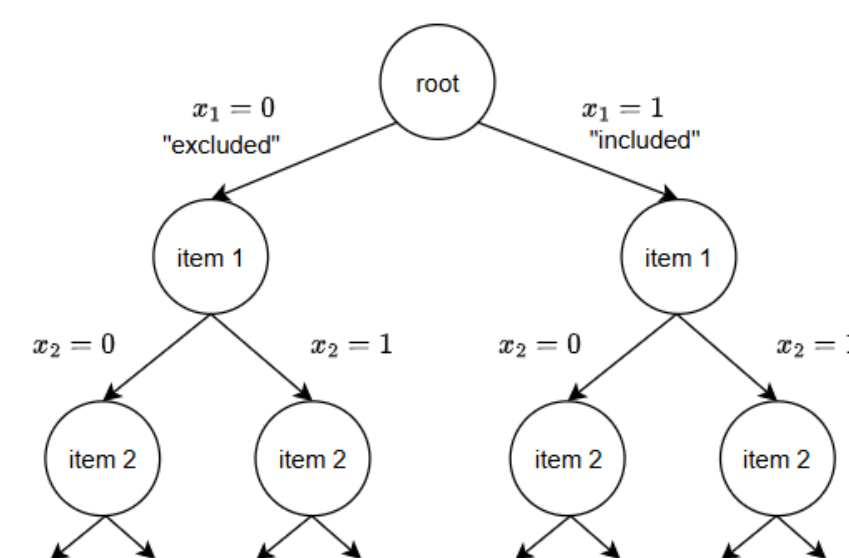 root
x₁ = 0
x₁ = 1
"excluded"
"included"
item 1
item 1
x₂ = 0
x₂ = 1
x₂ = 0
x₂ =
item 2
item 2
item 2
item 2